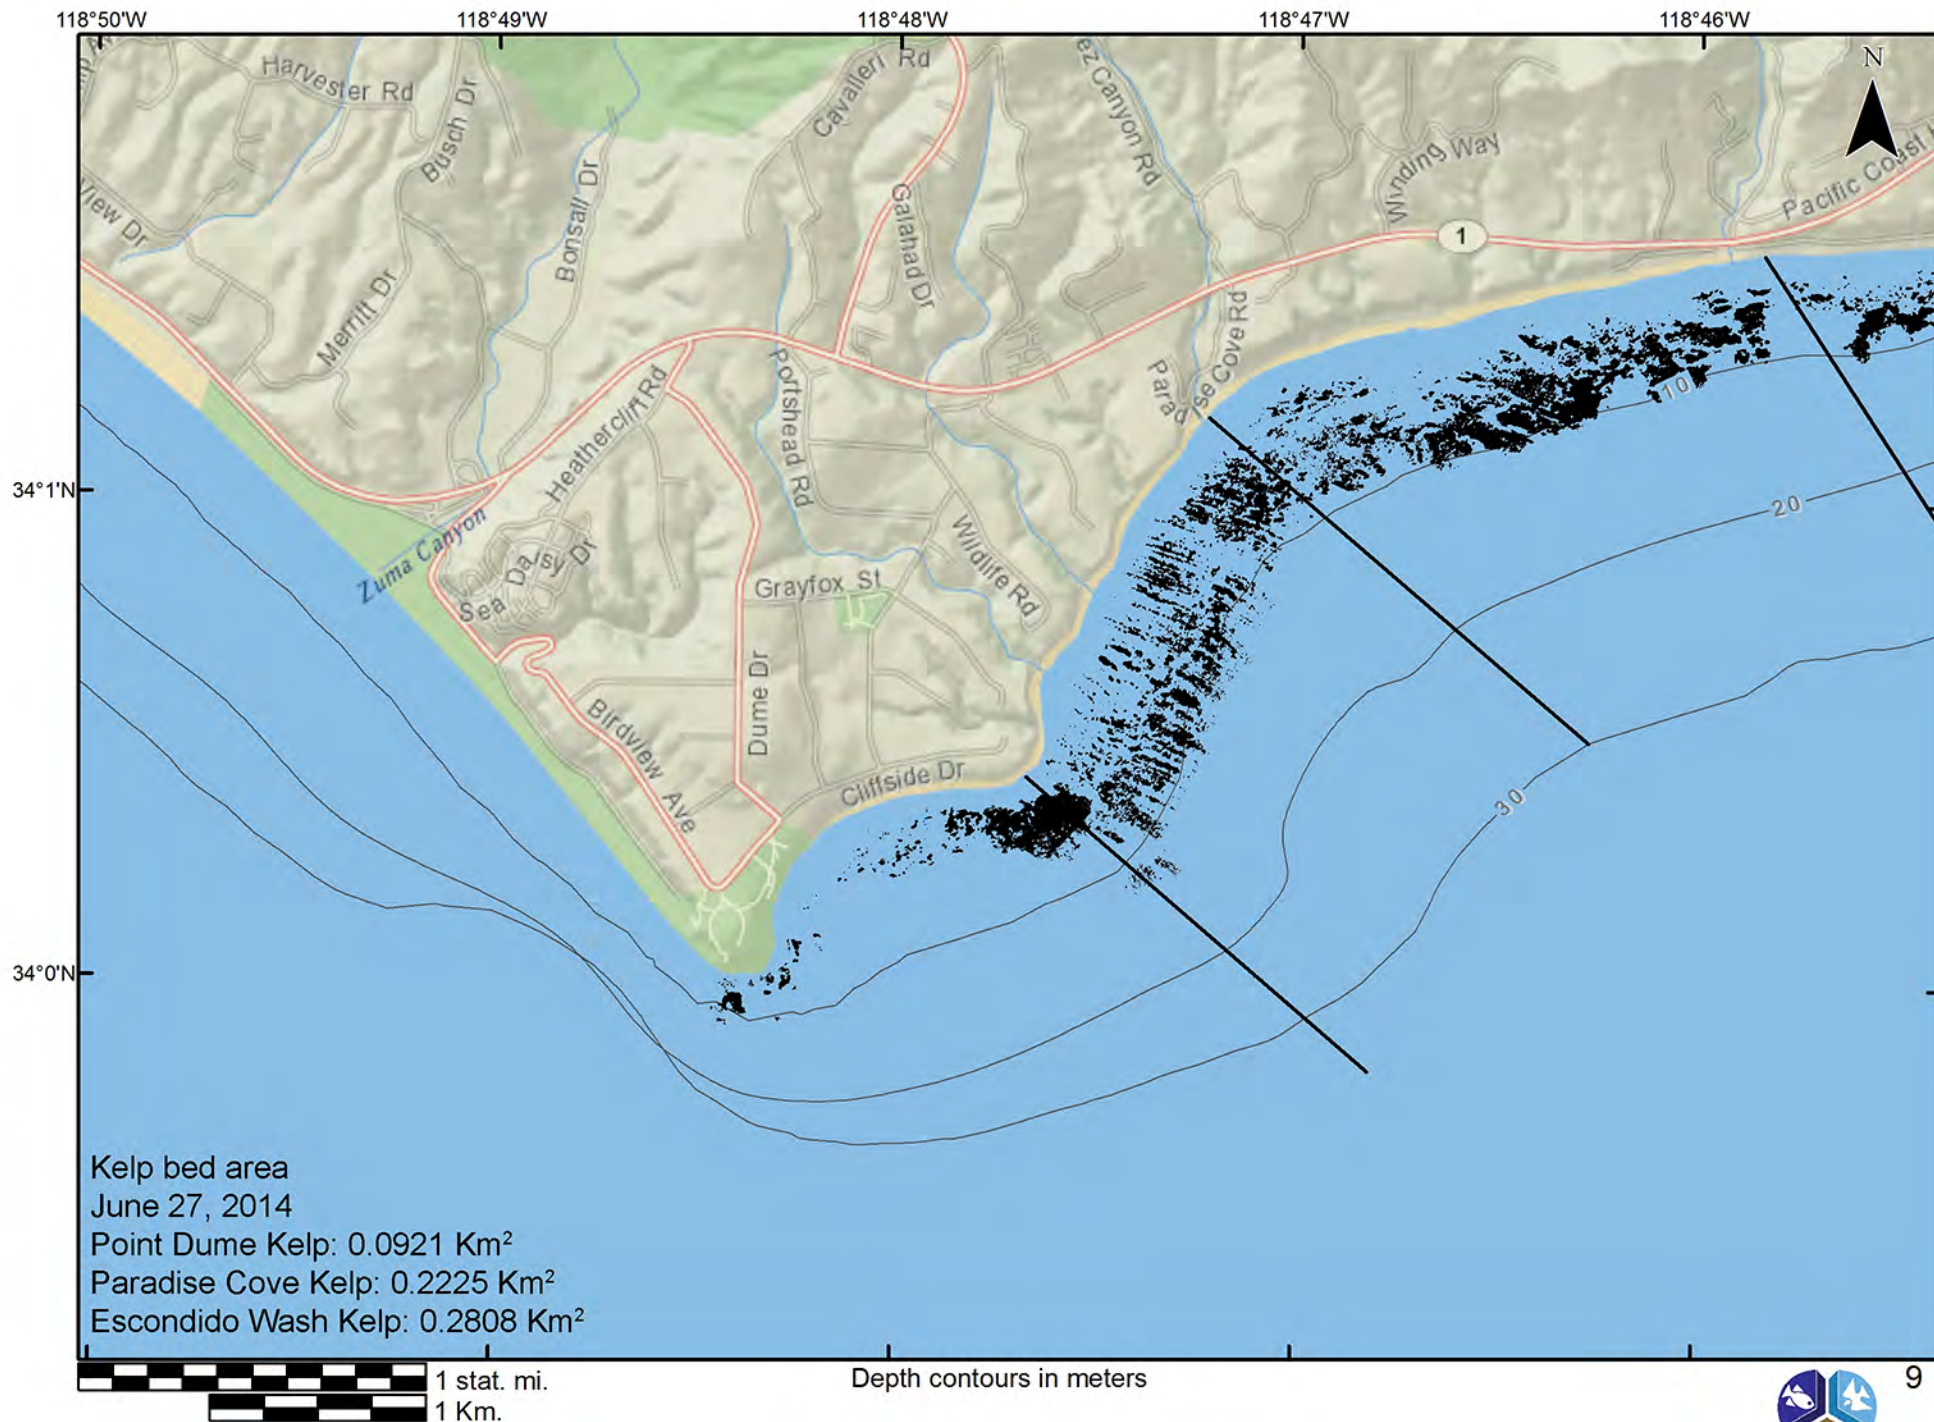 118°50'W
118°49'W
118°48'W
118°47'W
118°46'W
N
Harvester Rd
Busch Dr
Cavalleri Rd
ez Canyon Rd
Winding Way
Pacific Coast
View Dr
Bonsall Dr
Galahad Dr
1
Merritt Dr
Heathercliff Rd
Portshead Rd
Paradise Cove Rd
10
34°1'N
20
Zuma Canyon
Sea Daisy Dr
Wildlife Rd
Grayfox St
Birdview Ave
Dume Dr
Cliffside Dr
30
34°0'N
Kelp bed area
June 27, 2014
Point Dume Kelp: 0.0921 Km²
Paradise Cove Kelp: 0.2225 Km²
Escondido Wash Kelp: 0.2808 Km²
1 stat. mi.
Depth contours in meters
9
1 Km.